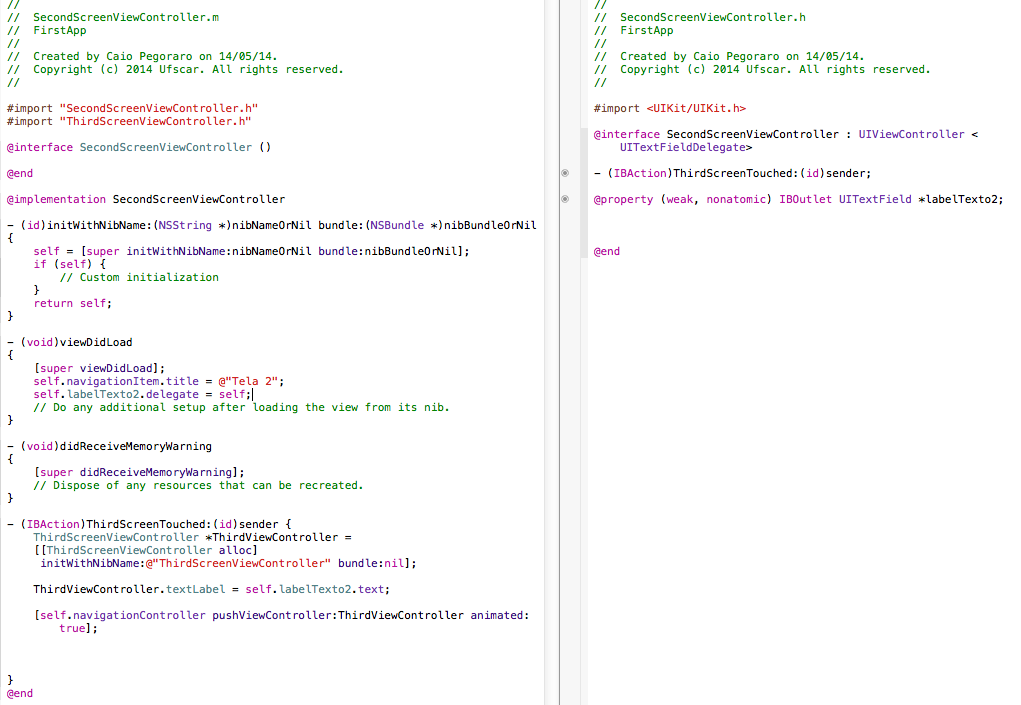 //
//  SecondScreenViewController.m
//  FirstApp
//
//  Created by Caio Pegoraro on 14/05/14.
//  Copyright (c) 2014 Ufscar. All rights reserved.
//

#import "SecondScreenViewController.h"
#import "ThirdScreenViewController.h"

@interface SecondScreenViewController ()

@end

@implementation SecondScreenViewController

- (id)initWithNibName:(NSString *)nibNameOrNil bundle:(NSBundle *)nibBundleOrNil
{
    self = [super initWithNibName:nibNameOrNil bundle:nibBundleOrNil];
    if (self) {
        // Custom initialization
    }
    return self;
}

- (void)viewDidLoad
{
    [super viewDidLoad];
    self.navigationItem.title = @"Tela 2";
    self.labelTexto2.delegate = self;
    // Do any additional setup after loading the view from its nib.
}

- (void)didReceiveMemoryWarning
{
    [super didReceiveMemoryWarning];
    // Dispose of any resources that can be recreated.
}

- (IBAction)ThirdScreenTouched:(id)sender {
    ThirdScreenViewController *ThirdViewController =
    [[ThirdScreenViewController alloc]
     initWithNibName:@"ThirdScreenViewController" bundle:nil];

    ThirdViewController.textLabel = self.labelTexto2.text;

    [self.navigationController pushViewController:ThirdViewController animated:
        true];

}
@end

//
//  SecondScreenViewController.h
//  FirstApp
//
//  Created by Caio Pegoraro on 14/05/14.
//  Copyright (c) 2014 Ufscar. All rights reserved.
//

#import <UIKit/UIKit.h>

@interface SecondScreenViewController : UIViewController <
    UITextFieldDelegate>

- (IBAction)ThirdScreenTouched:(id)sender;

@property (weak, nonatomic) IBOutlet UITextField *labelTexto2;

@end